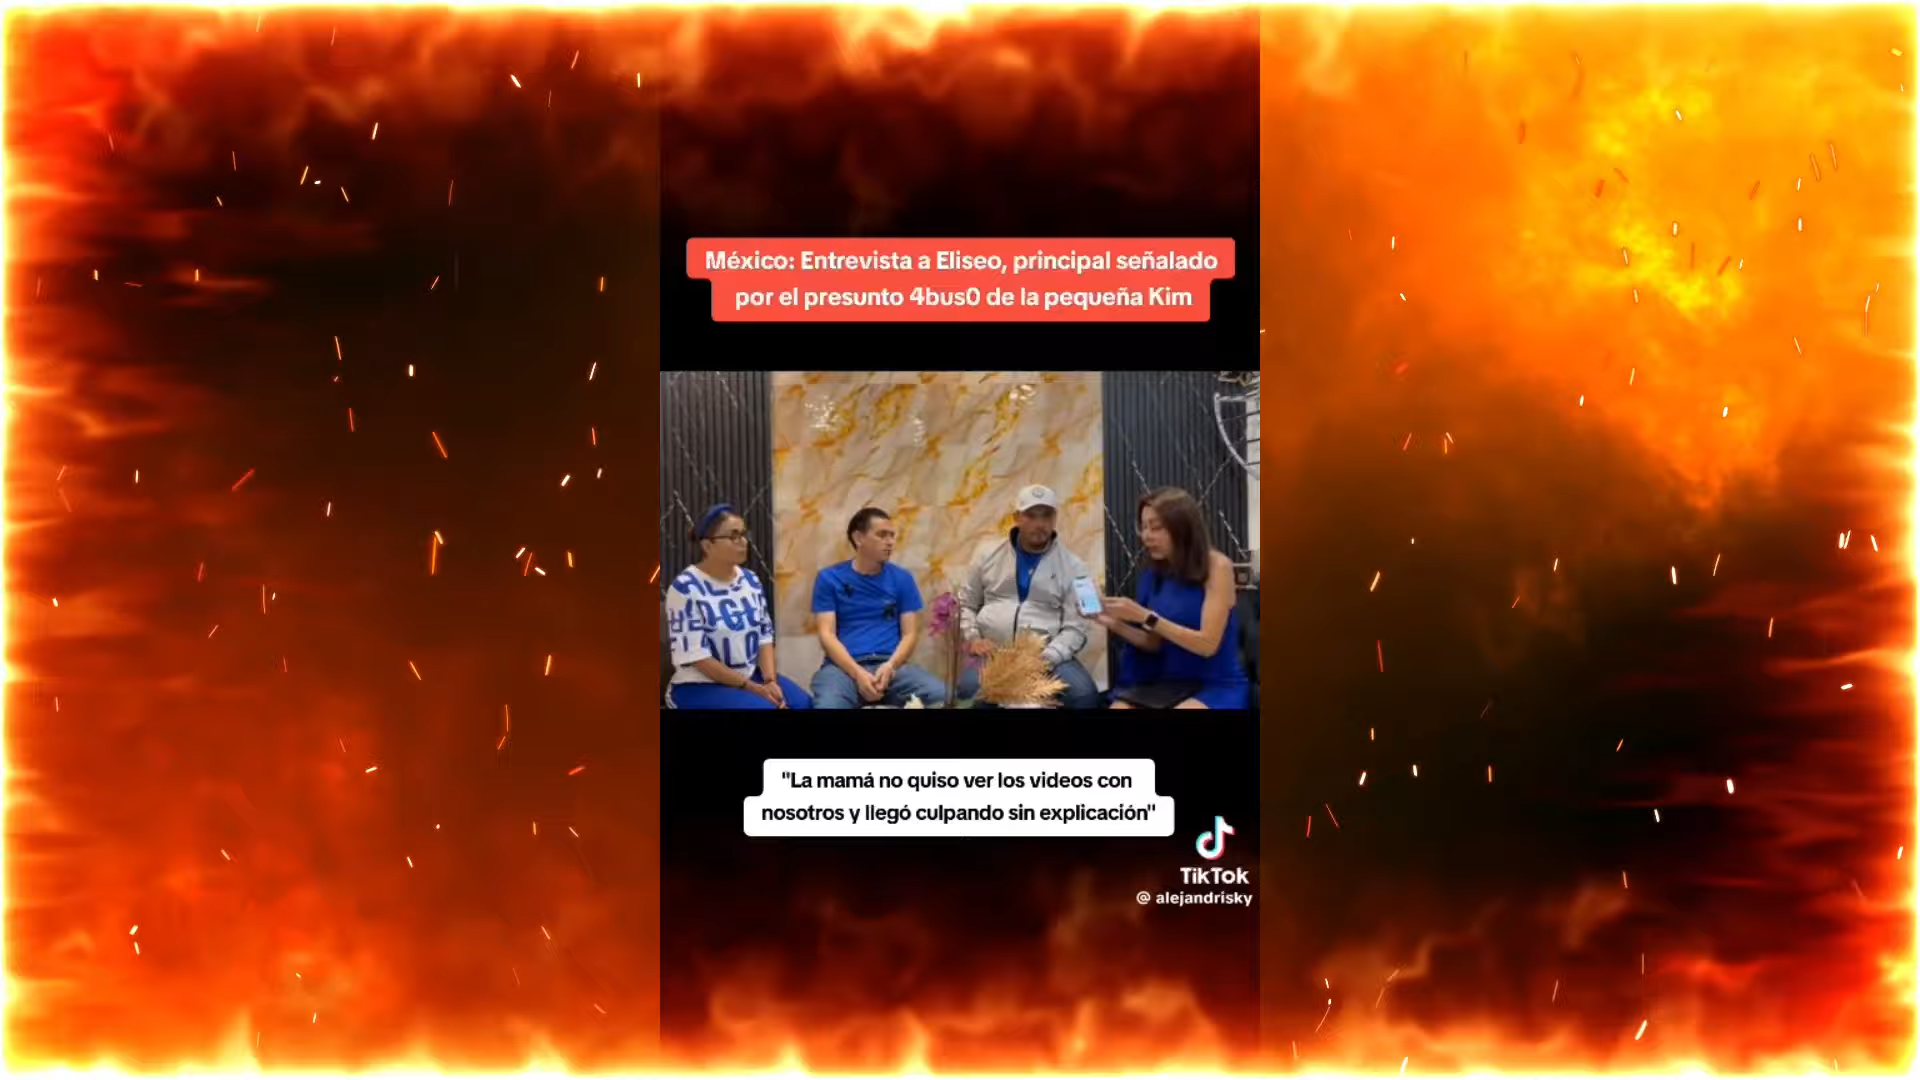 México: Entrevista a Eliseo, principal señalado
por el presunto 4bus0 de la pequeña Kim
"La mamá no quiso ver los videos con
nosotros y llegó culpando sin explicación"
TikTok
@ alejandrisky